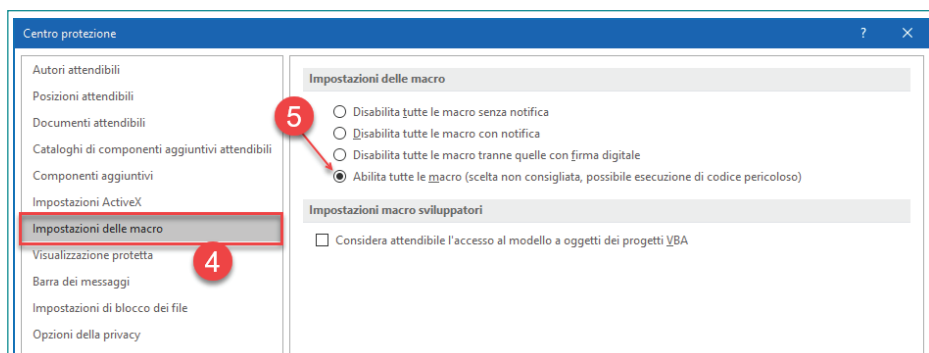 Centro protezione
? ✕
Autori attendibili
Posizioni attendibili
Documenti attendibili
Cataloghi di componenti aggiuntivi attendibili
Componenti aggiuntivi
Impostazioni ActiveX
Impostazioni delle macro
4
Visualizzazione protetta
Barra dei messaggi
Impostazioni di blocco dei file
Opzioni della privacy
Impostazioni delle macro
5
Disabilita tutte le macro senza notifica
Disabilita tutte le macro con notifica
Disabilita tutte le macro tranne quelle con firma digitale
Abilita tutte le macro (scelta non consigliata, possibile esecuzione di codice pericoloso)
Impostazioni macro sviluppatori
Considera attendibile l'accesso al modello a oggetti dei progetti VBA